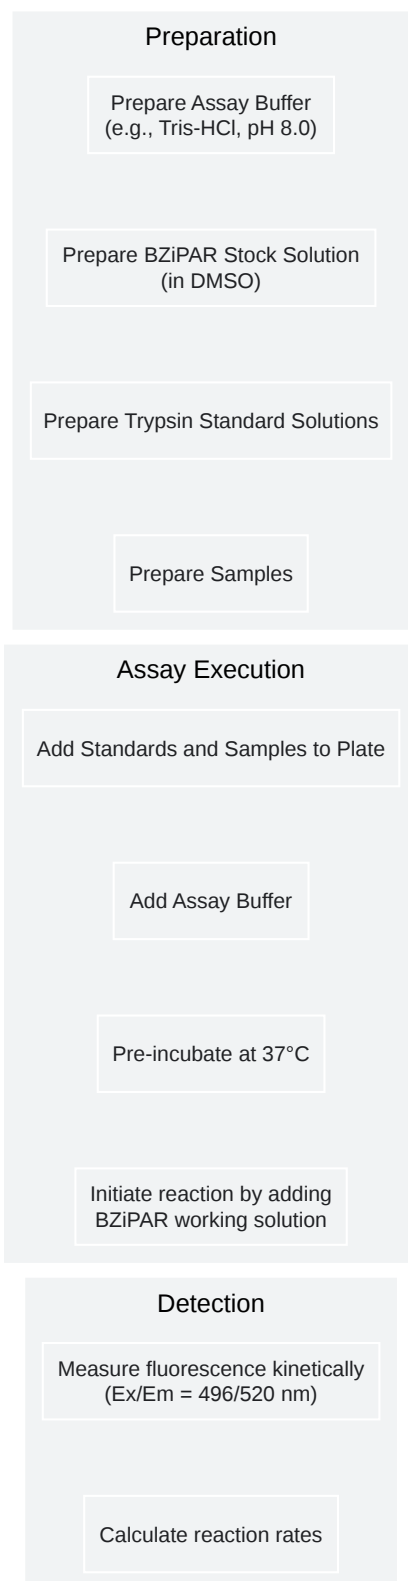 Preparation
Prepare Assay Buffer
(e.g., Tris-HCl, pH 8.0)
Prepare BZiPAR Stock Solution
(in DMSO)
Prepare Trypsin Standard Solutions
Prepare Samples
Assay Execution
Add Standards and Samples to Plate
Add Assay Buffer
Pre-incubate at 37°C
Initiate reaction by adding
BZiPAR working solution
Detection
Measure fluorescence kinetically
(Ex/Em = 496/520 nm)
Calculate reaction rates